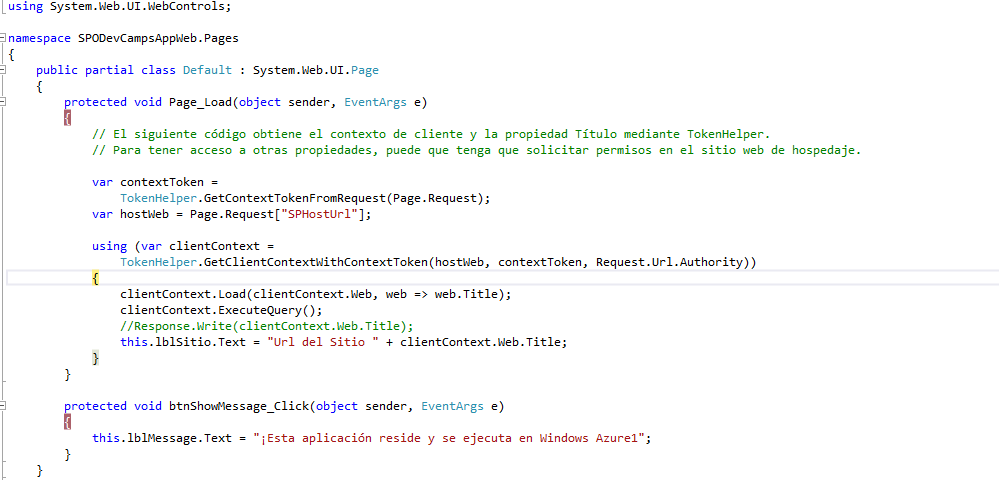 using System.Web.UI.WebControls;
namespace SPODevCampsAppWeb.Pages
{
public partial class Default : System.Web.UI.Page
{
protected void Page_Load(object sender, EventArgs e)
{
// El siguiente código obtiene el contexto de cliente y la propiedad Título mediante TokenHelper.
// Para tener acceso a otras propiedades, puede que tenga que solicitar permisos en el sitio web de hospedaje.
var contextToken =
TokenHelper.GetContextTokenFromRequest(Page.Request);
var hostWeb = Page.Request["SPHostUrl"];
using (var clientContext =
TokenHelper.GetClientContextWithContextToken(hostWeb, contextToken, Request.Url.Authority))
{
clientContext.Load(clientContext.Web, web => web.Title);
clientContext.ExecuteQuery();
//Response.Write(clientContext.Web.Title);
this.lblSitio.Text = "Url del Sitio " + clientContext.Web.Title;
}
}
protected void btnShowMessage_Click(object sender, EventArgs e)
{
this.lblMessage.Text = "¡Esta aplicación reside y se ejecuta en Windows Azure1";
}
}